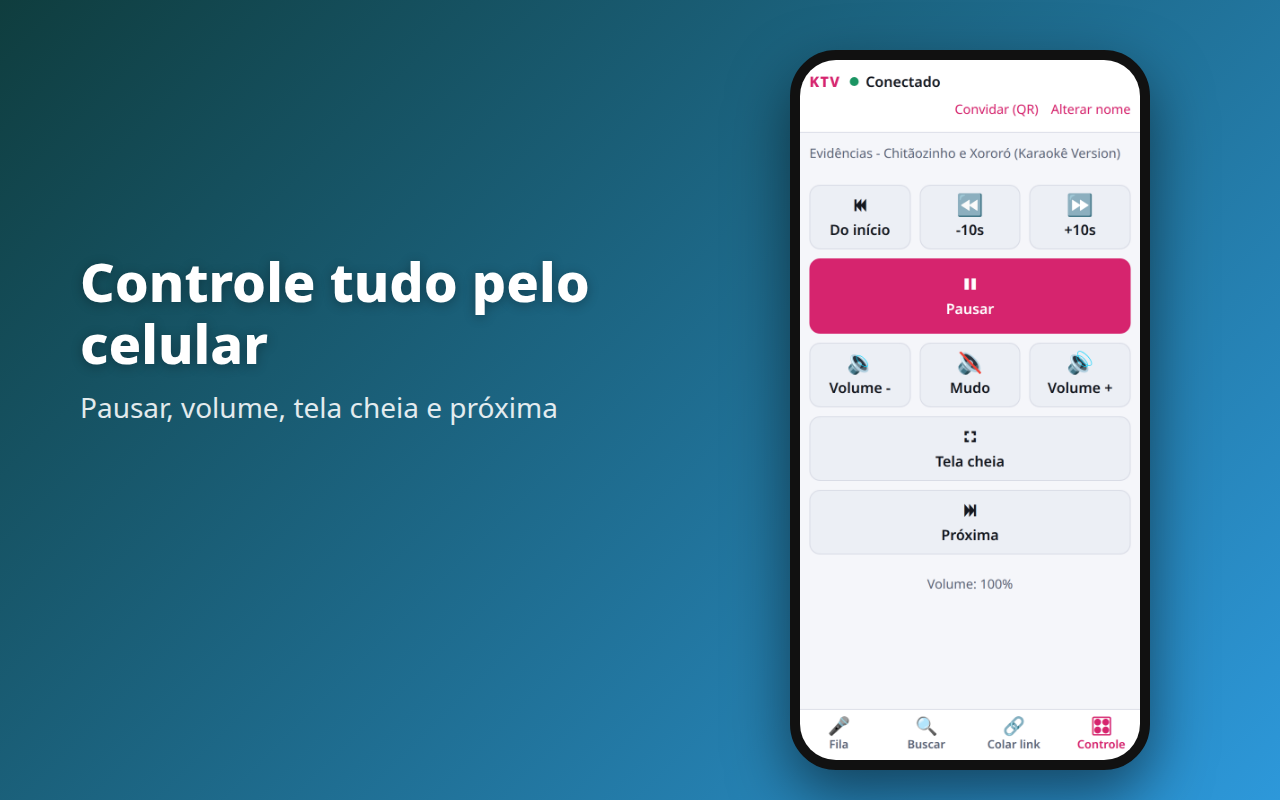 Controle tudo pelo
celular
Pausar, volume, tela cheia e próxima
KTV Conectado
Convidar (QR) Alterar nome
Evidências - Chitãozinho e Xororó (Karaokê Version)
Do início -10s +10s
Pausar
Volume - Mudo Volume +
Tela cheia
Próxima
Volume: 100%
Fila Buscar Colar link Controle